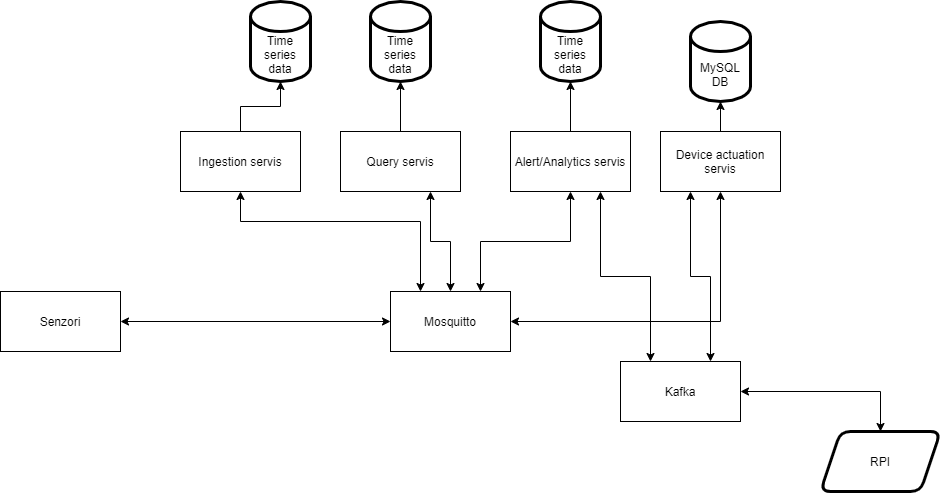 Time
series
data
Time
series
data
Time
series
data
MySQL
DB
Ingestion servis
Query servis
Alert/Analytics servis
Device actuation
servis
Senzori
Mosquitto
Kafka
RPI